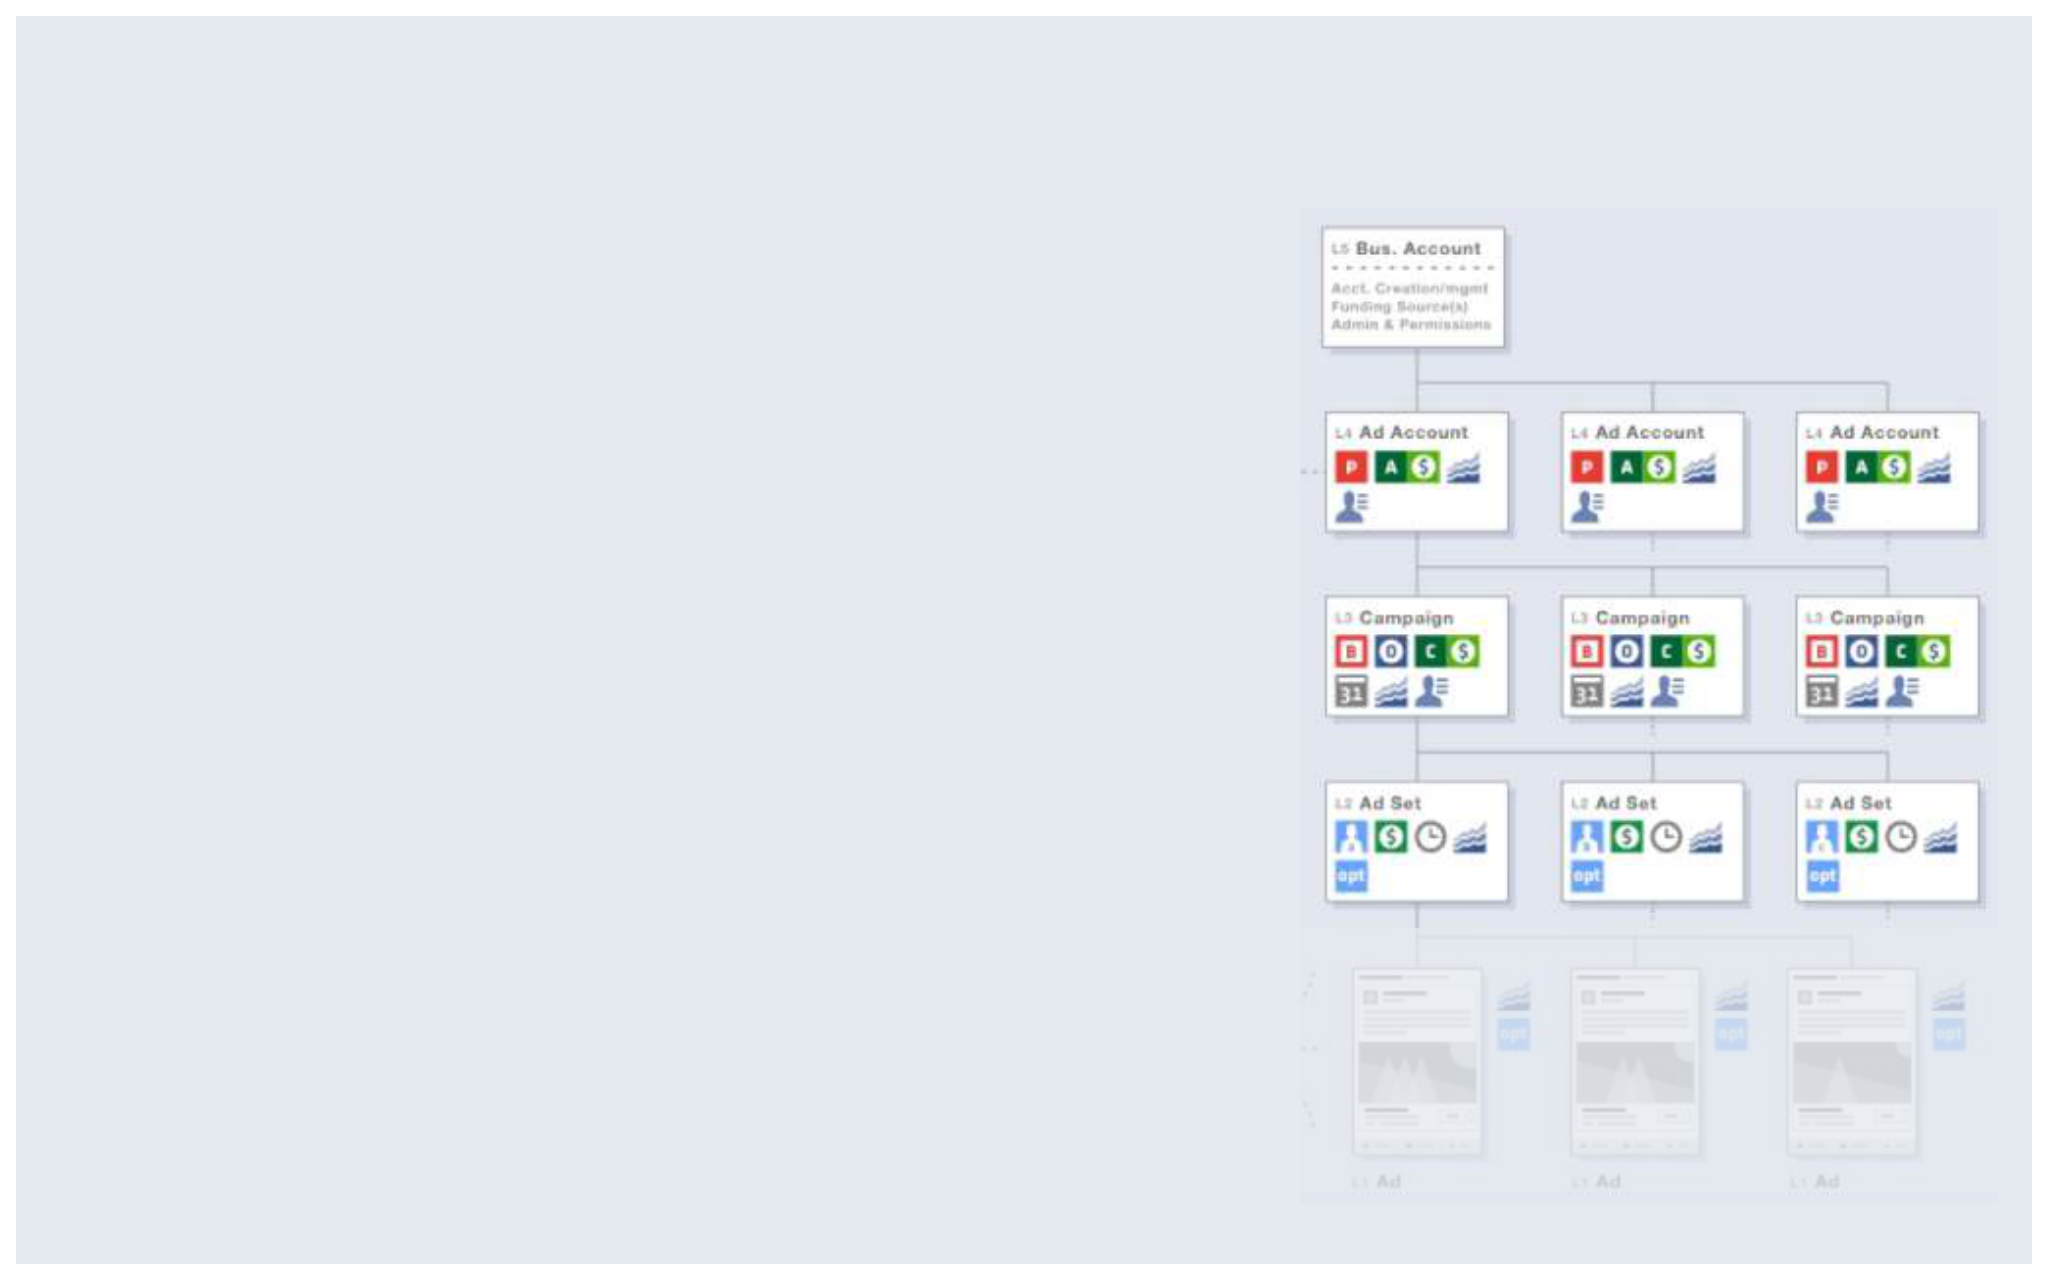 L5 Bus. Account
Acct. Creation/mgmt
Funding Source(s)
Admin & Permissions
L4 Ad Account
P A $
L4 Ad Account
P A $
L4 Ad Account
P A $
L3 Campaign
B O C $
31
L3 Campaign
B O C $
31
L3 Campaign
B O C $
31
L2 Ad Set
$
opt
L2 Ad Set
$
opt
L2 Ad Set
$
opt
opt
opt
opt
L1 Ad
L1 Ad
L1 Ad